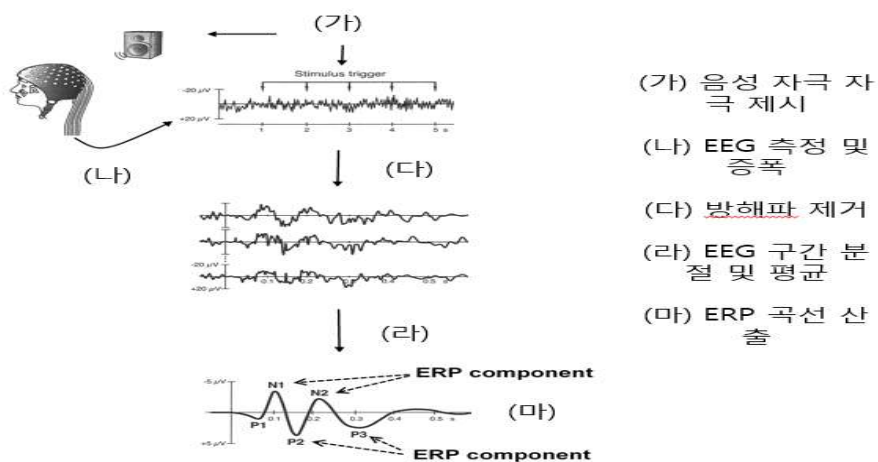 (가)
Stimulus trigger
-20 μV
+20 μV
1 2 3 4 5 s
(나)
(다)
-20 μV
+20 μV
0.1 0.2 0.3 0.4 0.5 s
(라)
ERP component
-5 μV
N1 N2
0.1 0.2 0.3 0.4 0.5 s
P1 P2 P3
+5 μV
(마)
ERP component
(가) 음성 자극 자
극 제시
(나) EEG 측정 및
증폭
(다) 방해파 제거
(라) EEG 구간 분
절 및 평균
(마) ERP 곡선 산
출